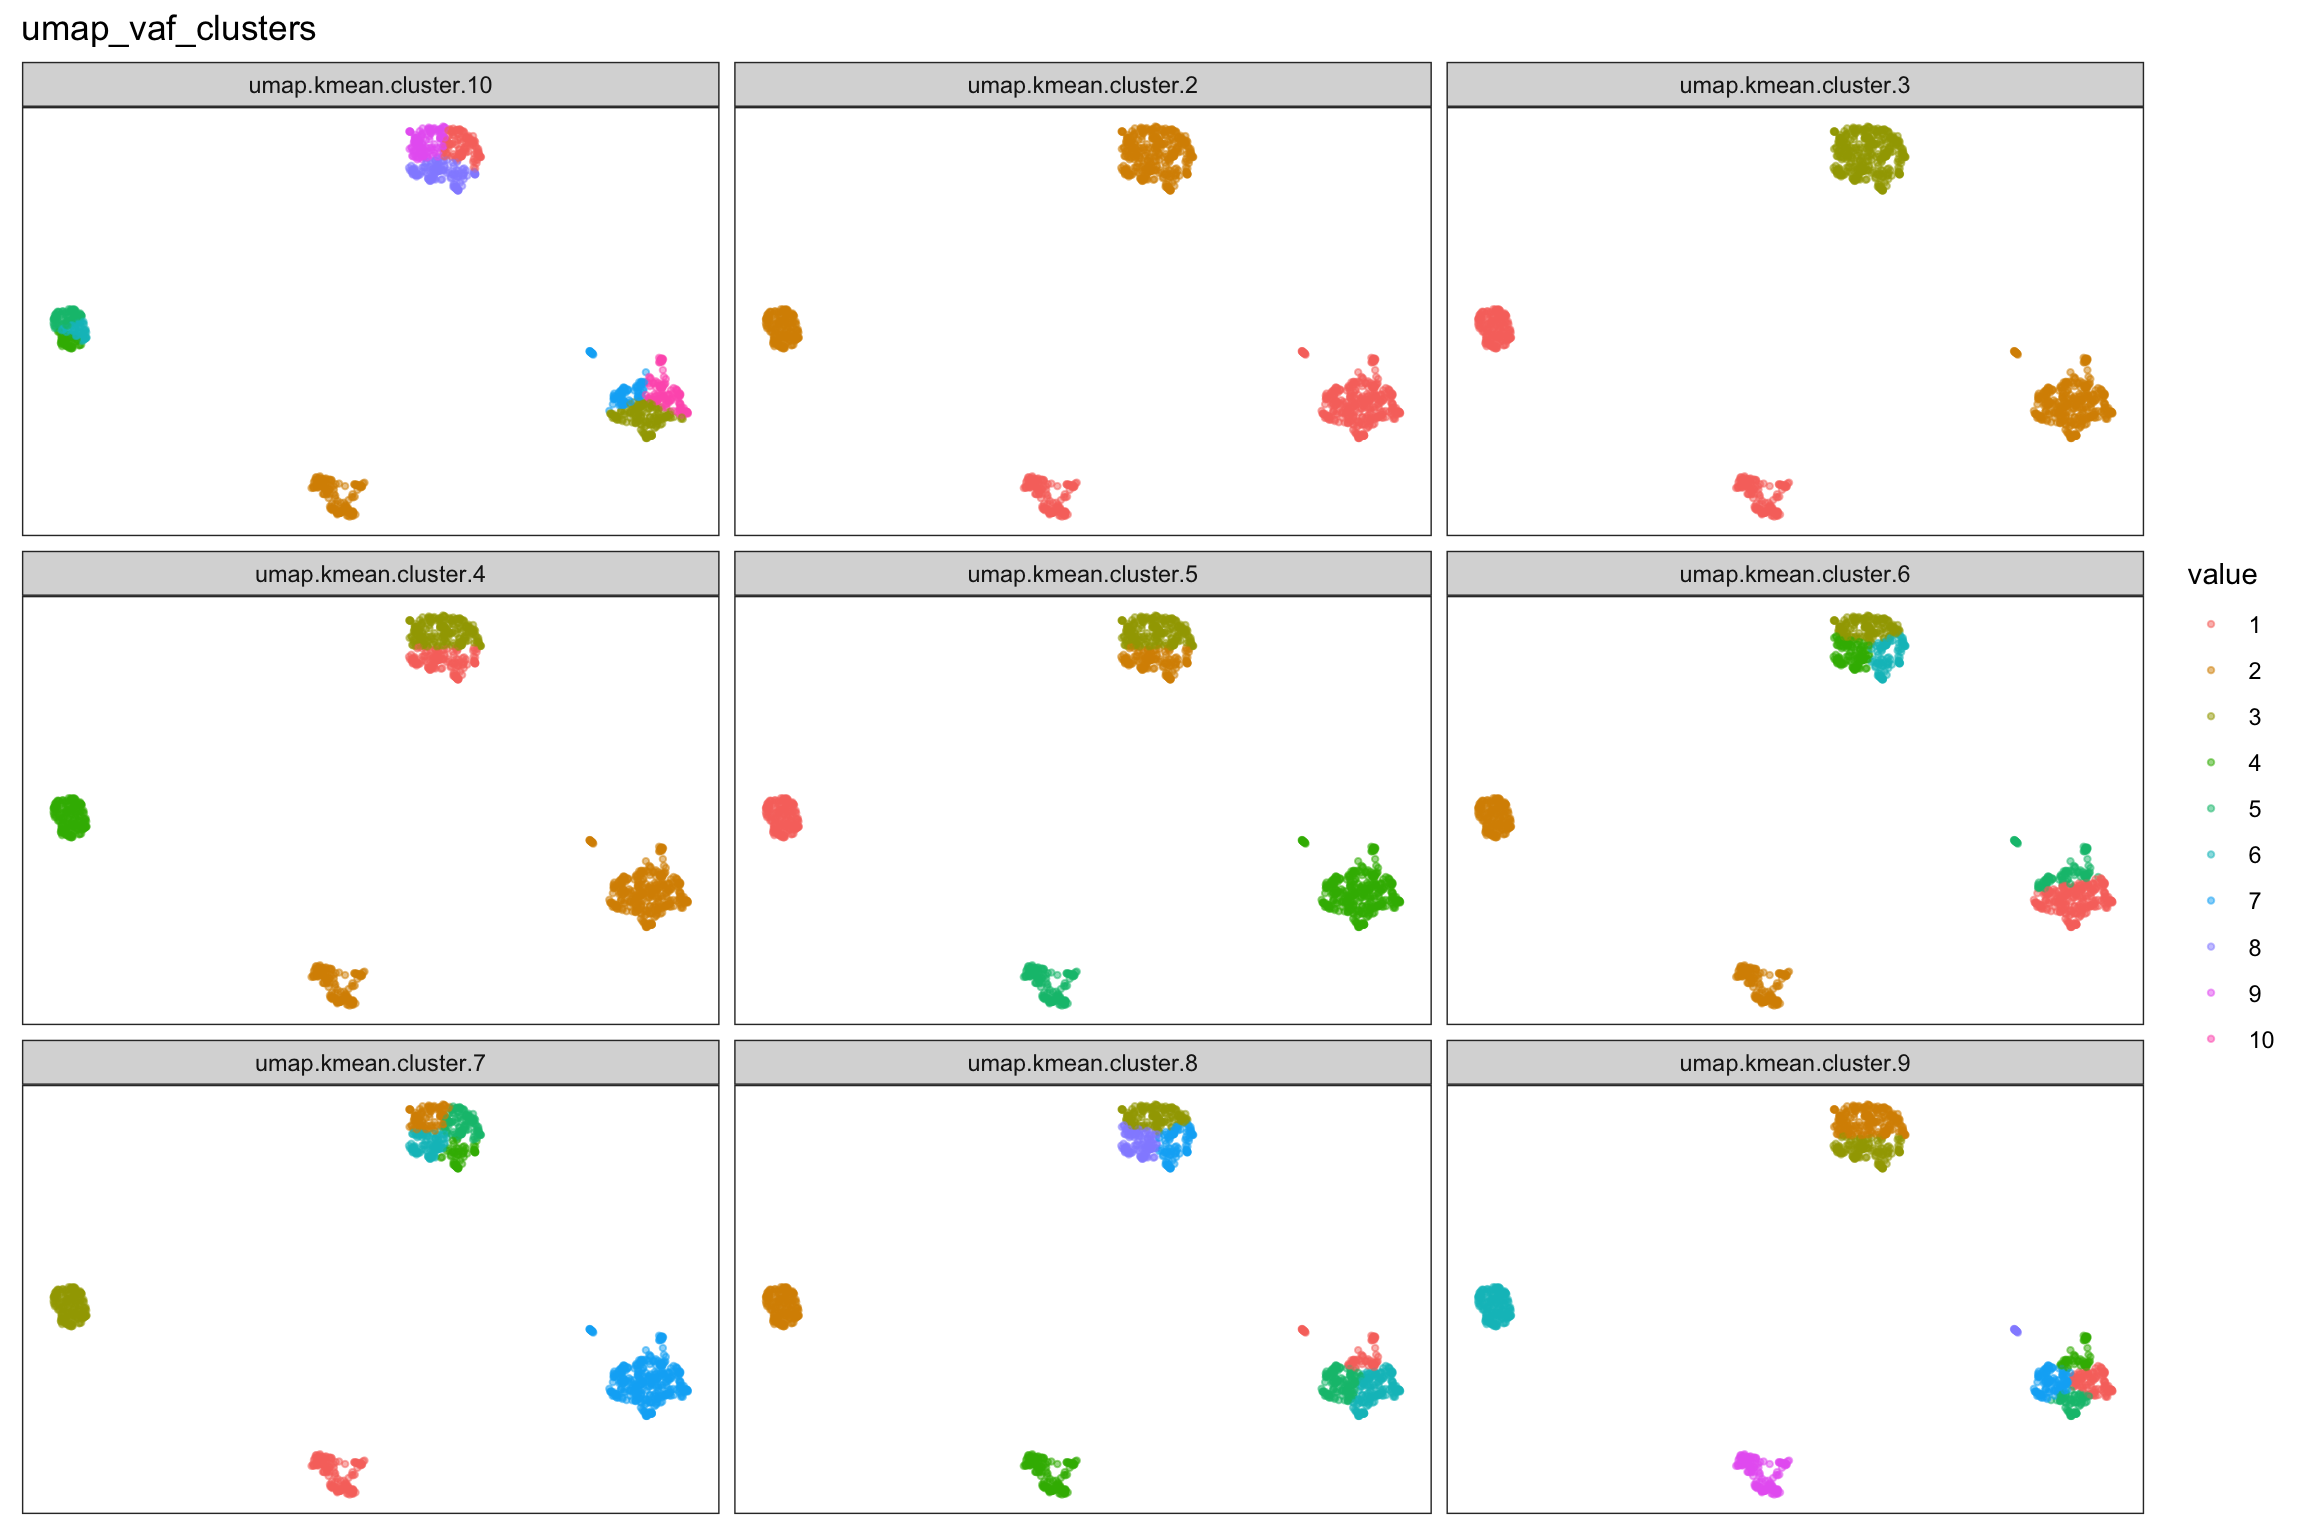 umap_vaf_clusters
umap.kmean.cluster.10
umap.kmean.cluster.2
umap.kmean.cluster.3
umap.kmean.cluster.4
umap.kmean.cluster.5
umap.kmean.cluster.6
umap.kmean.cluster.7
umap.kmean.cluster.8
umap.kmean.cluster.9
value
1
2
3
4
5
6
7
8
9
10